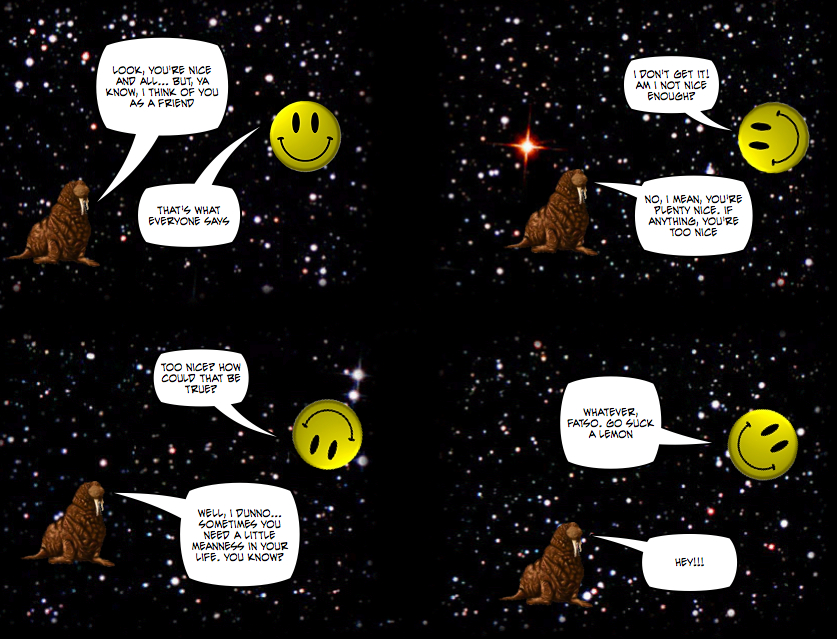 LOOK, YOU'RE NICE
AND ALL... BUT, YA
KNOW, I THINK OF YOU
AS A FRIEND
THAT'S WHAT
EVERYONE SAYS
I DON'T GET IT!
AM I NOT NICE
ENOUGH?
NO, I MEAN, YOU'RE
PLENTY NICE. IF
ANYTHING, YOU'RE
TOO NICE
TOO NICE? HOW
COULD THAT BE
TRUE?
WELL, I DUNNO...
SOMETIMES YOU
NEED A LITTLE
MEANNESS IN YOUR
LIFE. YOU KNOW?
WHATEVER,
FATSO. GO SUCK
A LEMON
HEY!!!